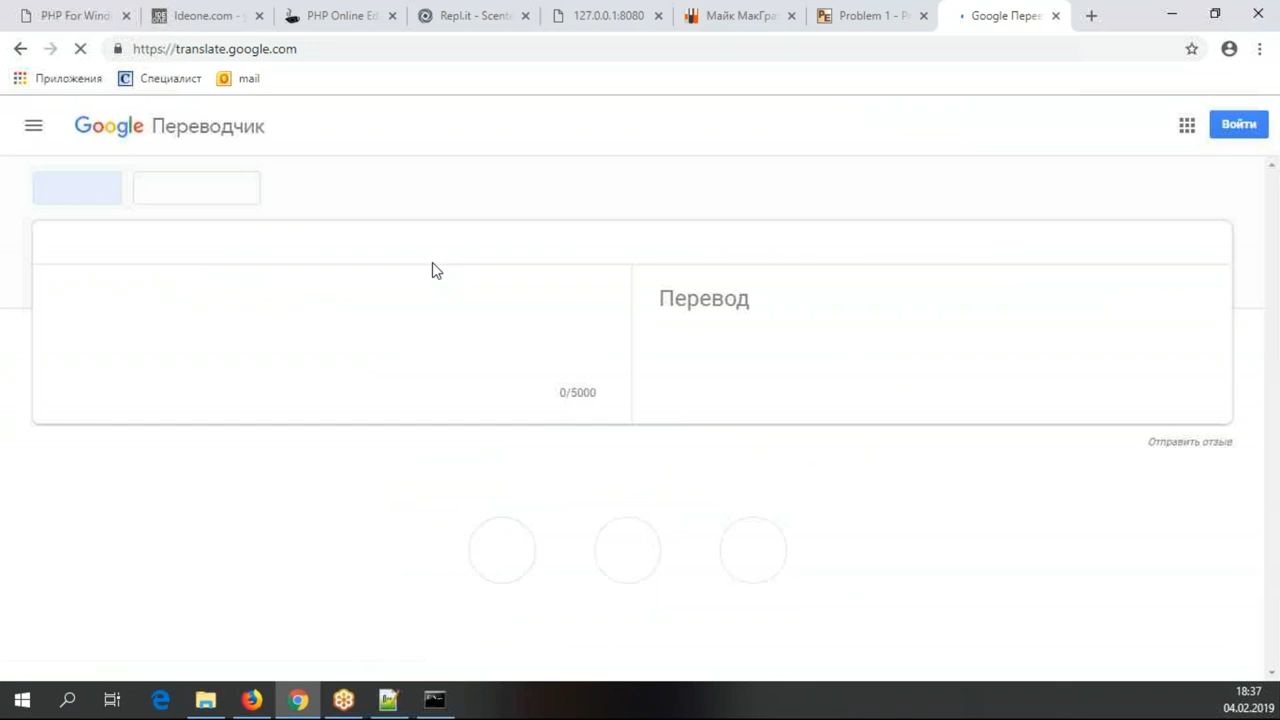 PHP For Wind
Ideone.com -
PHP Online Ed
Repl.it - Scent
127.0.0.1:8080
Майк МакГра
Problem 1 - P
Google Пере
https://translate.google.com
Приложения
Специалист
mail
Google Переводчик
Войти
Перевод
0/5000
Отправить отзыв
18:37
04.02.2019